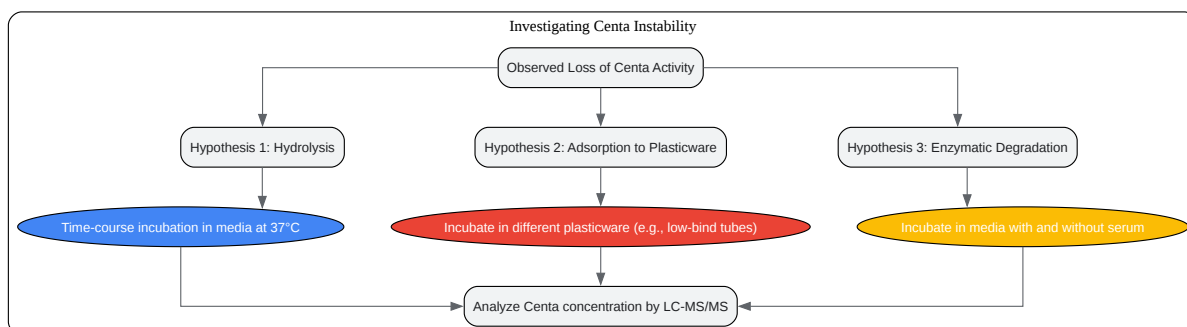 Investigating Centa Instability
Observed Loss of Centa Activity
Hypothesis 1: Hydrolysis
Hypothesis 2: Adsorption to Plasticware
Hypothesis 3: Enzymatic Degradation
Time-course incubation in media at 37°C
Incubate in different plasticware (e.g., low-bind tubes)
Incubate in media with and without serum
Analyze Centa concentration by LC-MS/MS